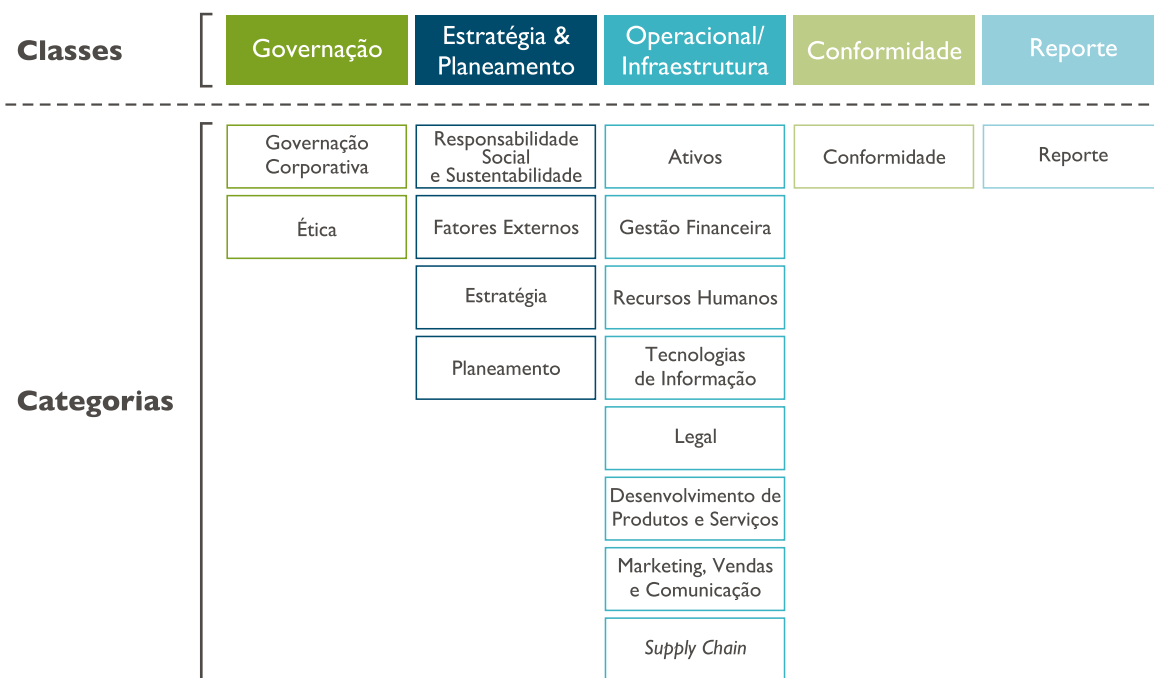 Classes
Governação
Estratégia &
Planeamento
Operacional/
Infraestrutura
Conformidade
Reporte
Categorias
Governação
Corporativa
Ética
Responsabilidade
Social
e Sustentabilidade
Fatores Externos
Estratégia
Planeamento
Ativos
Gestão Financeira
Recursos Humanos
Tecnologias
de Informação
Legal
Desenvolvimento de
Produtos e Serviços
Marketing, Vendas
e Comunicação
Supply Chain
Conformidade
Reporte